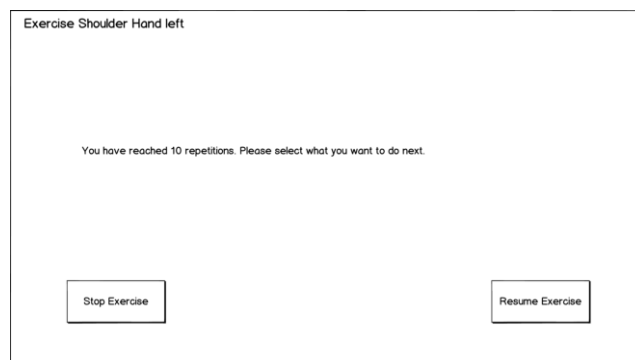 Exercise Shoulder Hand left
You have reached 10 repetitions. Please select what you want to do next.
Stop Exercise
Resume Exercise